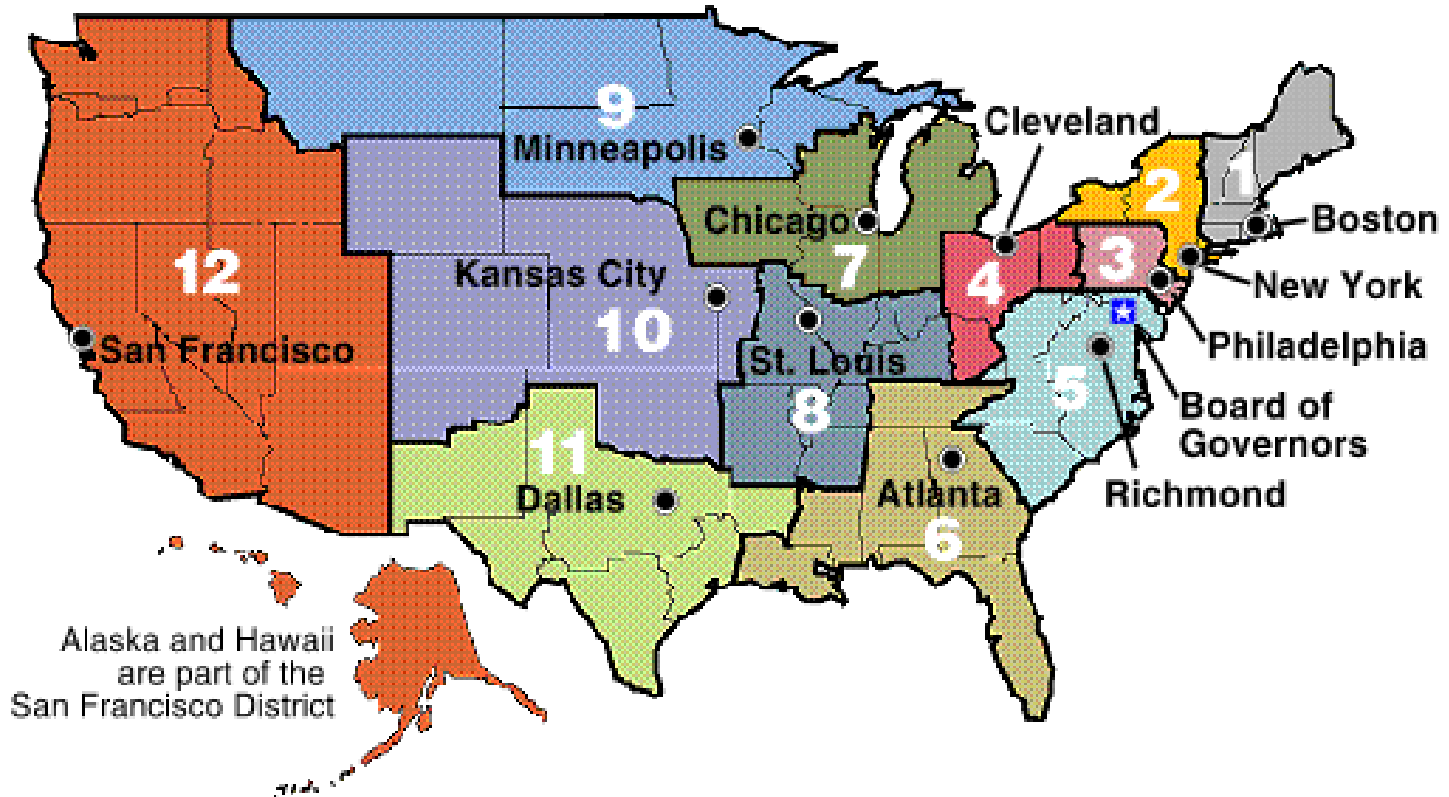 9
Minneapolis
Cleveland
2
1
Chicago
7
Boston
12
Kansas City
4
3
New York
10
San Francisco
St. Louis
Philadelphia
8
5
Board of
Governors
11
Dallas
Atlanta
Richmond
6
Alaska and Hawaii
are part of the
San Francisco District